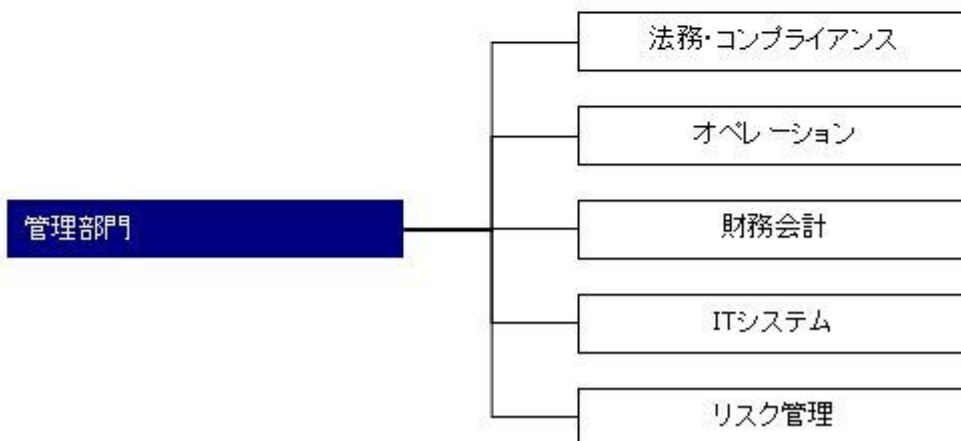 法務・コンプライアンス
オペレーション
管理部門
財務会計
ITシステム
リスク管理